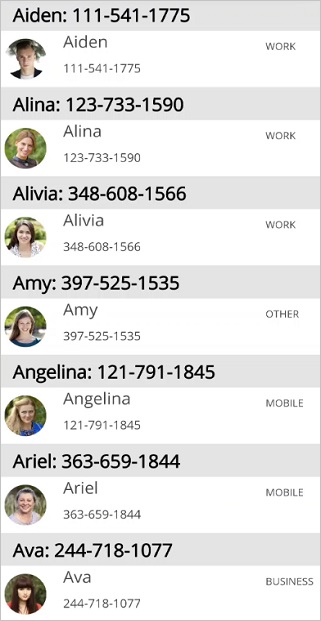 Aiden: 111-541-1775
Aiden
WORK
111-541-1775
Alina: 123-733-1590
Alina
WORK
123-733-1590
Alivia: 348-608-1566
Alivia
WORK
348-608-1566
Amy: 397-525-1535
Amy
OTHER
397-525-1535
Angelina: 121-791-1845
Angelina
MOBILE
121-791-1845
Ariel: 363-659-1844
Ariel
MOBILE
363-659-1844
Ava: 244-718-1077
Ava
BUSINESS
244-718-1077